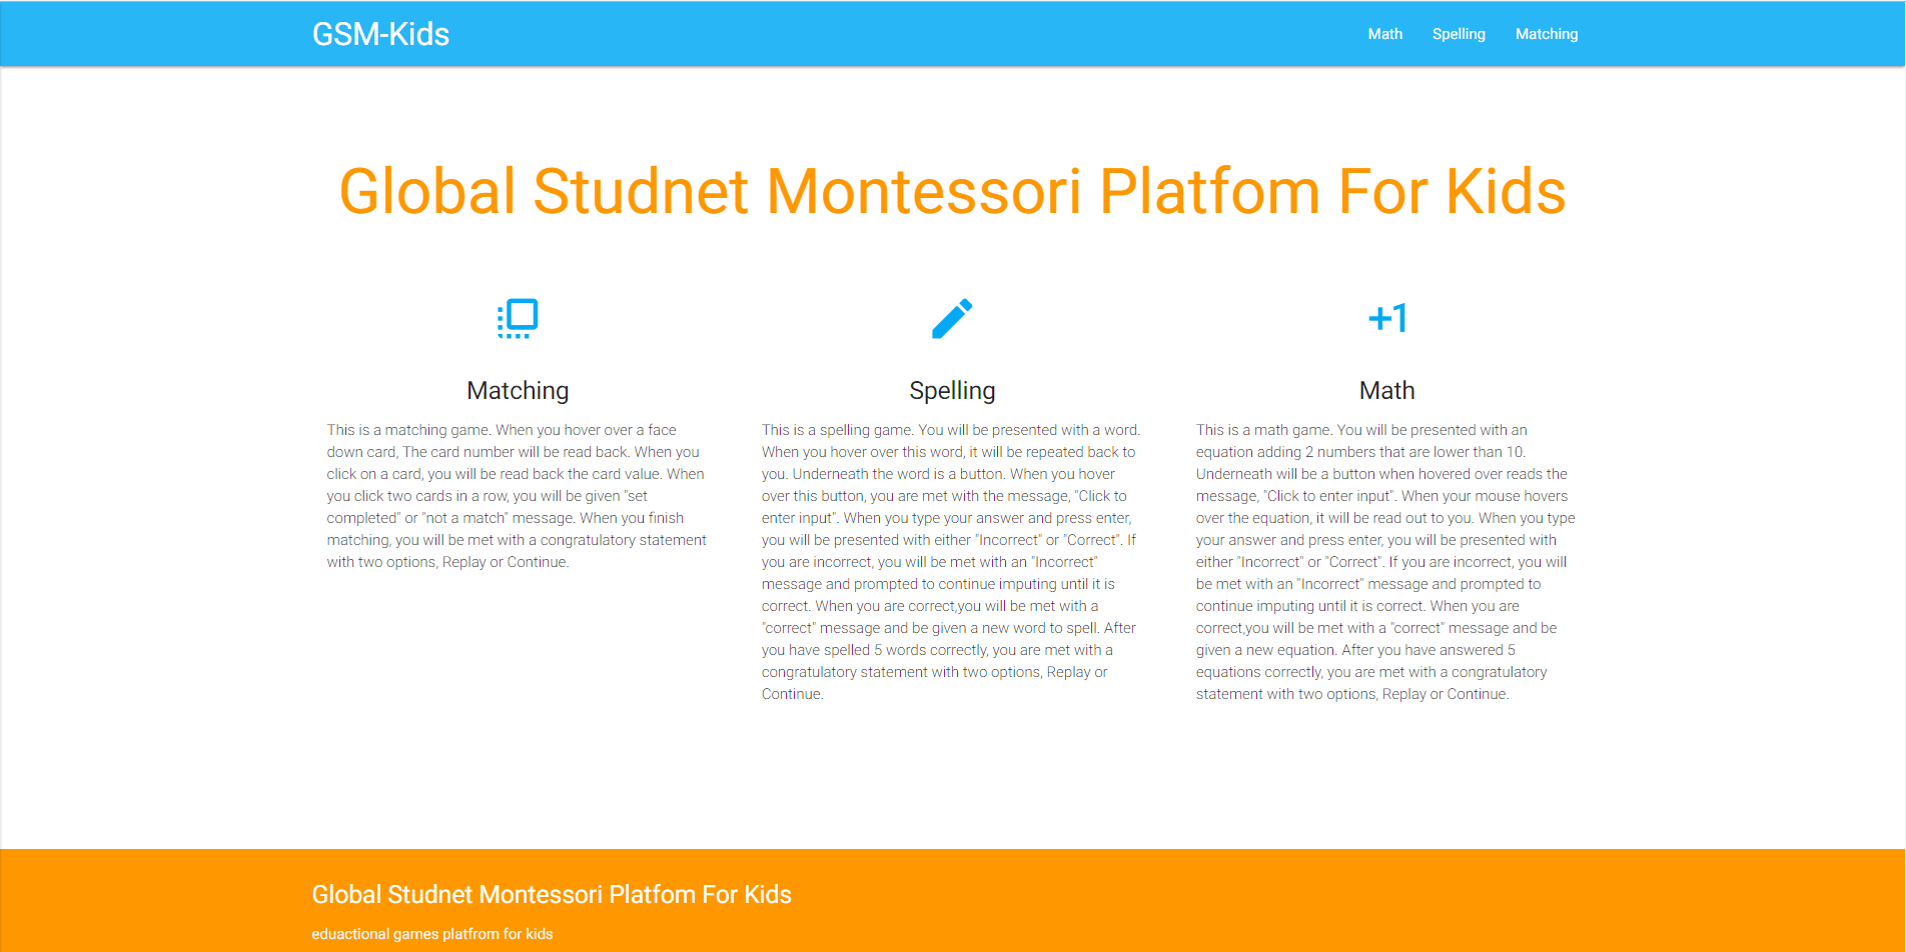 GSM-Kids
Math
Spelling
Matching
Global Studnet Montessori Platfom For Kids
+1
Matching
This is a matching game. When you hover over a face
down card, The card number will be read back. When you
click on a card, you will be read back the card value. When
you click two cards in a row, you will be given "set
completed" or "not a match" message. When you finish
matching, you will be met with a congratulatory statement
with two options, Replay or Continue.
Spelling
This is a spelling game. You will be presented with a word.
When you hover over this word, it will be repeated back to
you. Underneath the word is a button. When you hover
over this button, you are met with the message, "Click to
enter input". When you type your answer and press enter,
you will be presented with either "Incorrect" or "Correct". If
you are incorrect, you will be met with an "Incorrect"
message and prompted to continue imputing until it is
correct. When you are correct,you will be met with a
"correct" message and be given a new word to spell. After
you have spelled 5 words correctly, you are met with a
congratulatory statement with two options, Replay or
Continue.
Math
This is a math game. You will be presented with an
equation adding 2 numbers that are lower than 10.
Underneath will be a button when hovered over reads the
message, "Click to enter input". When your mouse hovers
over the equation, it will be read out to you. When you type
your answer and press enter, you will be presented with
either "Incorrect" or "Correct". If you are incorrect, you will
be met with an "Incorrect" message and prompted to
continue imputing until it is correct. When you are
correct,you will be met with a "correct" message and be
given a new equation. After you have answered 5
equations correctly, you are met with a congratulatory
statement with two options, Replay or Continue.
Global Studnet Montessori Platfom For Kids
eduactional games platfrom for kids